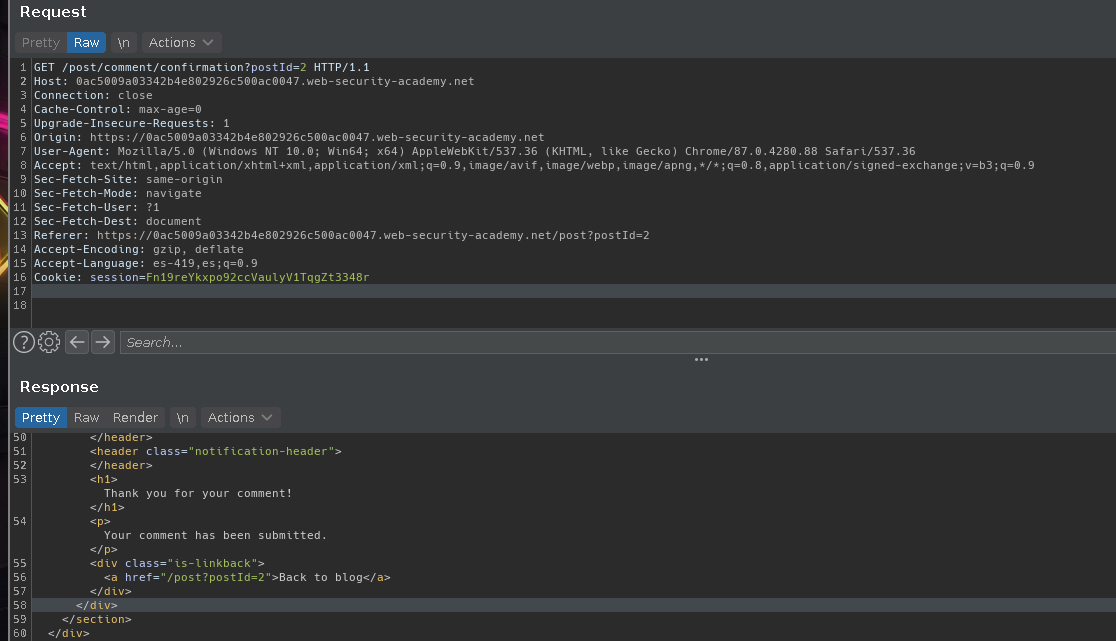 Request
Pretty Raw \n Actions
1 GET /post/comment/confirmation?postId=2 HTTP/1.1
2 Host: 0ac5009a03342b4e802926c500ac0047.web-security-academy.net
3 Connection: close
4 Cache-Control: max-age=0
5 Upgrade-Insecure-Requests: 1
6 Origin: https://0ac5009a03342b4e802926c500ac0047.web-security-academy.net
7 User-Agent: Mozilla/5.0 (Windows NT 10.0; Win64; x64) AppleWebKit/537.36 (KHTML, like Gecko) Chrome/87.0.4280.88 Safari/537.36
8 Accept: text/html,application/xhtml+xml,application/xml;q=0.9,image/avif,image/webp,image/apng,*/*;q=0.8,application/signed-exchange;v=b3;q=0.9
9 Sec-Fetch-Site: same-origin
10 Sec-Fetch-Mode: navigate
11 Sec-Fetch-User: ?1
12 Sec-Fetch-Dest: document
13 Referer: https://0ac5009a03342b4e802926c500ac0047.web-security-academy.net/post?postId=2
14 Accept-Encoding: gzip, deflate
15 Accept-Language: es-419,es;q=0.9
16 Cookie: session=Fn19reYkxpo92ccVaulyV1TqgZt3348r
17
18
? Search...
Response
Pretty Raw Render \n Actions
50 </header>
51 <header class="notification-header">
52 </header>
53 <h1>
Thank you for your comment!
</h1>
54 <p>
Your comment has been submitted.
</p>
55 <div class="is-linkback">
56 <a href="/post?postId=2">Back to blog</a>
57 </div>
58 </div>
59 </section>
60 </div>